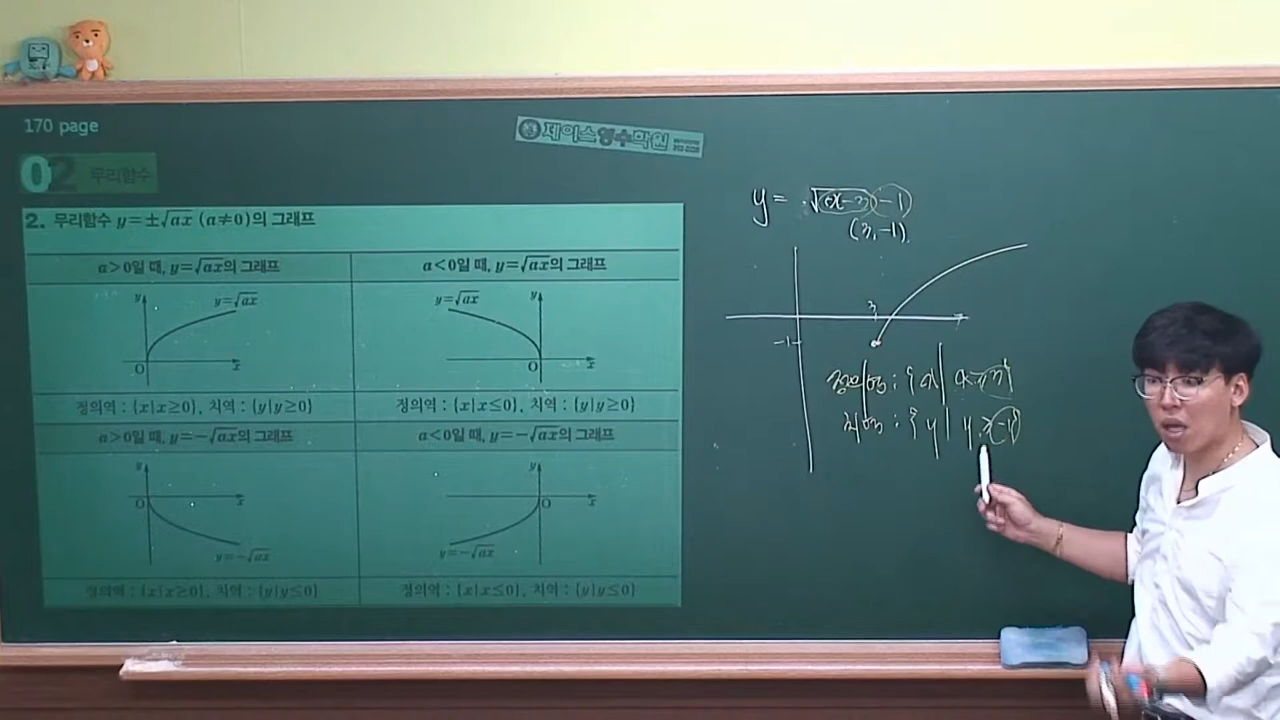 170 page
제이스영수학원
02 무리함수
2. 무리함수 y=±√ax (a≠0)의 그래프
a>0일 때, y=√ax의 그래프
a<0일 때, y=√ax의 그래프
y
y=√ax
O
x
y=√ax
y
O
x
정의역 : {x|x≥0}, 치역 : {y|y≥0}
정의역 : {x|x≤0}, 치역 : {y|y≥0}
a>0일 때, y=-√ax의 그래프
a<0일 때, y=-√ax의 그래프
y
O
x
y=-√ax
y
O
x
y=-√ax
정의역 : {x|x≥0}, 치역 : {y|y≤0}
정의역 : {x|x≤0}, 치역 : {y|y≤0}
(3, -1)
3
-1
정의역 : {x|
치역 : {y| y≥-1}